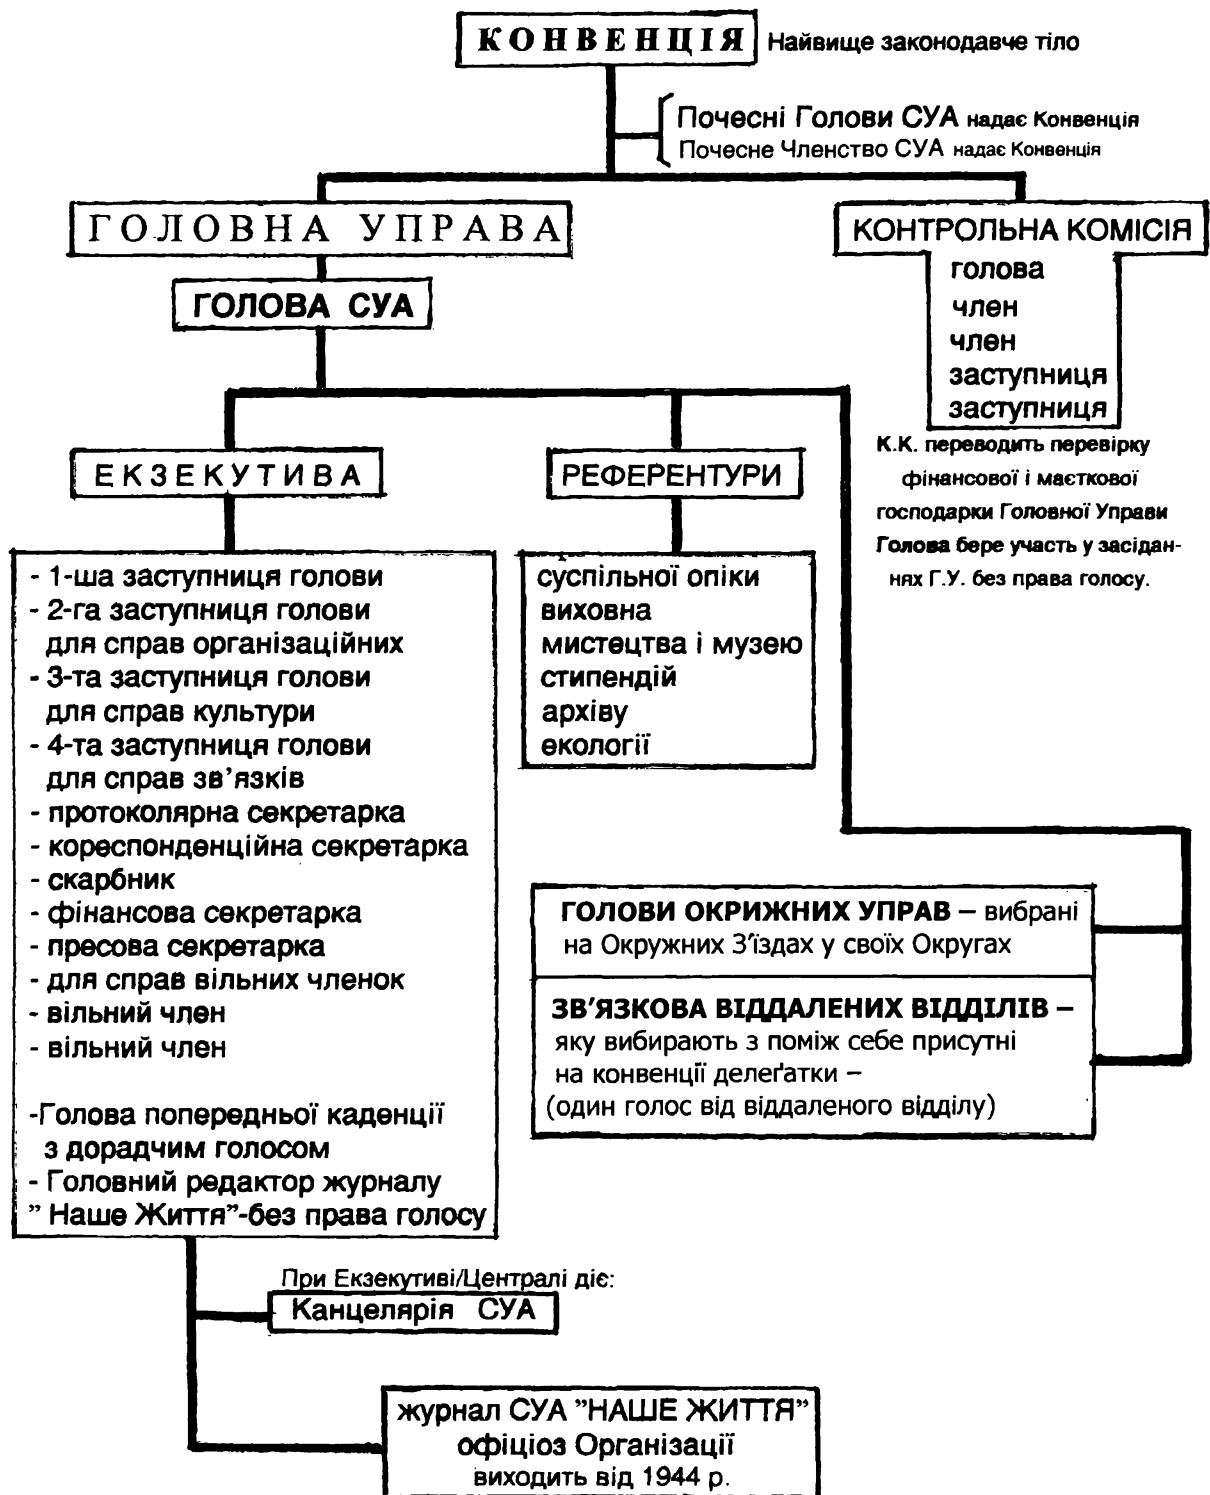 КОНВЕНЦІЯ Найвище законодавче тіло
Почесні Голови СУА надає Конвенція
Почесне Членство СУА надає Конвенція
ГОЛОВНА УПРАВА
ГОЛОВА СУА
КОНТРОЛЬНА КОМІСІЯ
голова
член
член
заступниця
заступниця
К.К. переводить перевірку
фінансової і маєткової
господарки Головної Управи
Голова бере участь у засідан-
нях Г.У. без права голосу.
ЕКЗЕКУТИВА
- 1-ша заступниця голови
- 2-га заступниця голови
для справ організаційних
- 3-та заступниця голови
для справ культури
- 4-та заступниця голови
для справ зв’язків
- протоколярна секретарка
- кореспонденційна секретарка
- скарбник
- фінансова секретарка
- пресова секретарка
- для справ вільних членок
- вільний член
- вільний член
-Голова попередньої каденції
з дорадчим голосом
- Головний редактор журналу
” Наше Життя”-без права голосу
РЕФЕРЕНТУРИ
суспільної опіки
виховна
мистецтва і музею
стипендій
архіву
екології
ГОЛОВИ ОКРИЖНИХ УПРАВ – вибрані
на Окружних З’їздах у своїх Округах
ЗВ’ЯЗКОВА ВІДДАЛЕНИХ ВІДДІЛІВ –
яку вибирають з поміж себе присутні
на конвенції делеґатки –
(один голос від віддаленого відділу)
При Екзекутиві/Централі діє:
Канцелярія СУА
журнал СУА ”НАШЕ ЖИТТЯ”
офіціоз Організації
виходить від 1944 р.